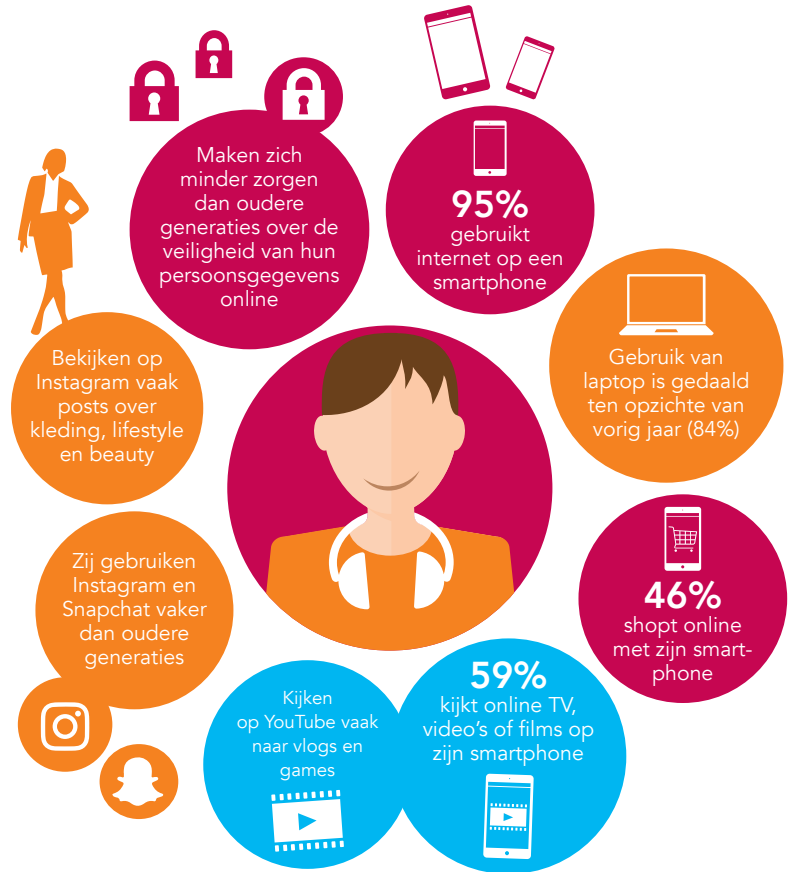 Maken zich
minder zorgen
dan oudere
generaties over de
veiligheid van hun
persoonsgegevens
online
95%
gebruikt
internet op een
smartphone
Gebruik van
laptop is gedaald
ten opzichte van
vorig jaar (84%)
46%
shopt online
met zijn smart-
phone
59%
kijkt online TV,
video's of films op
zijn smartphone
Kijken
op YouTube vaak
naar vlogs en
games
Zij gebruiken
Instagram en
Snapchat vaker
dan oudere
generaties
Bekijken op
Instagram vaak
posts over
kleding, lifestyle
en beauty